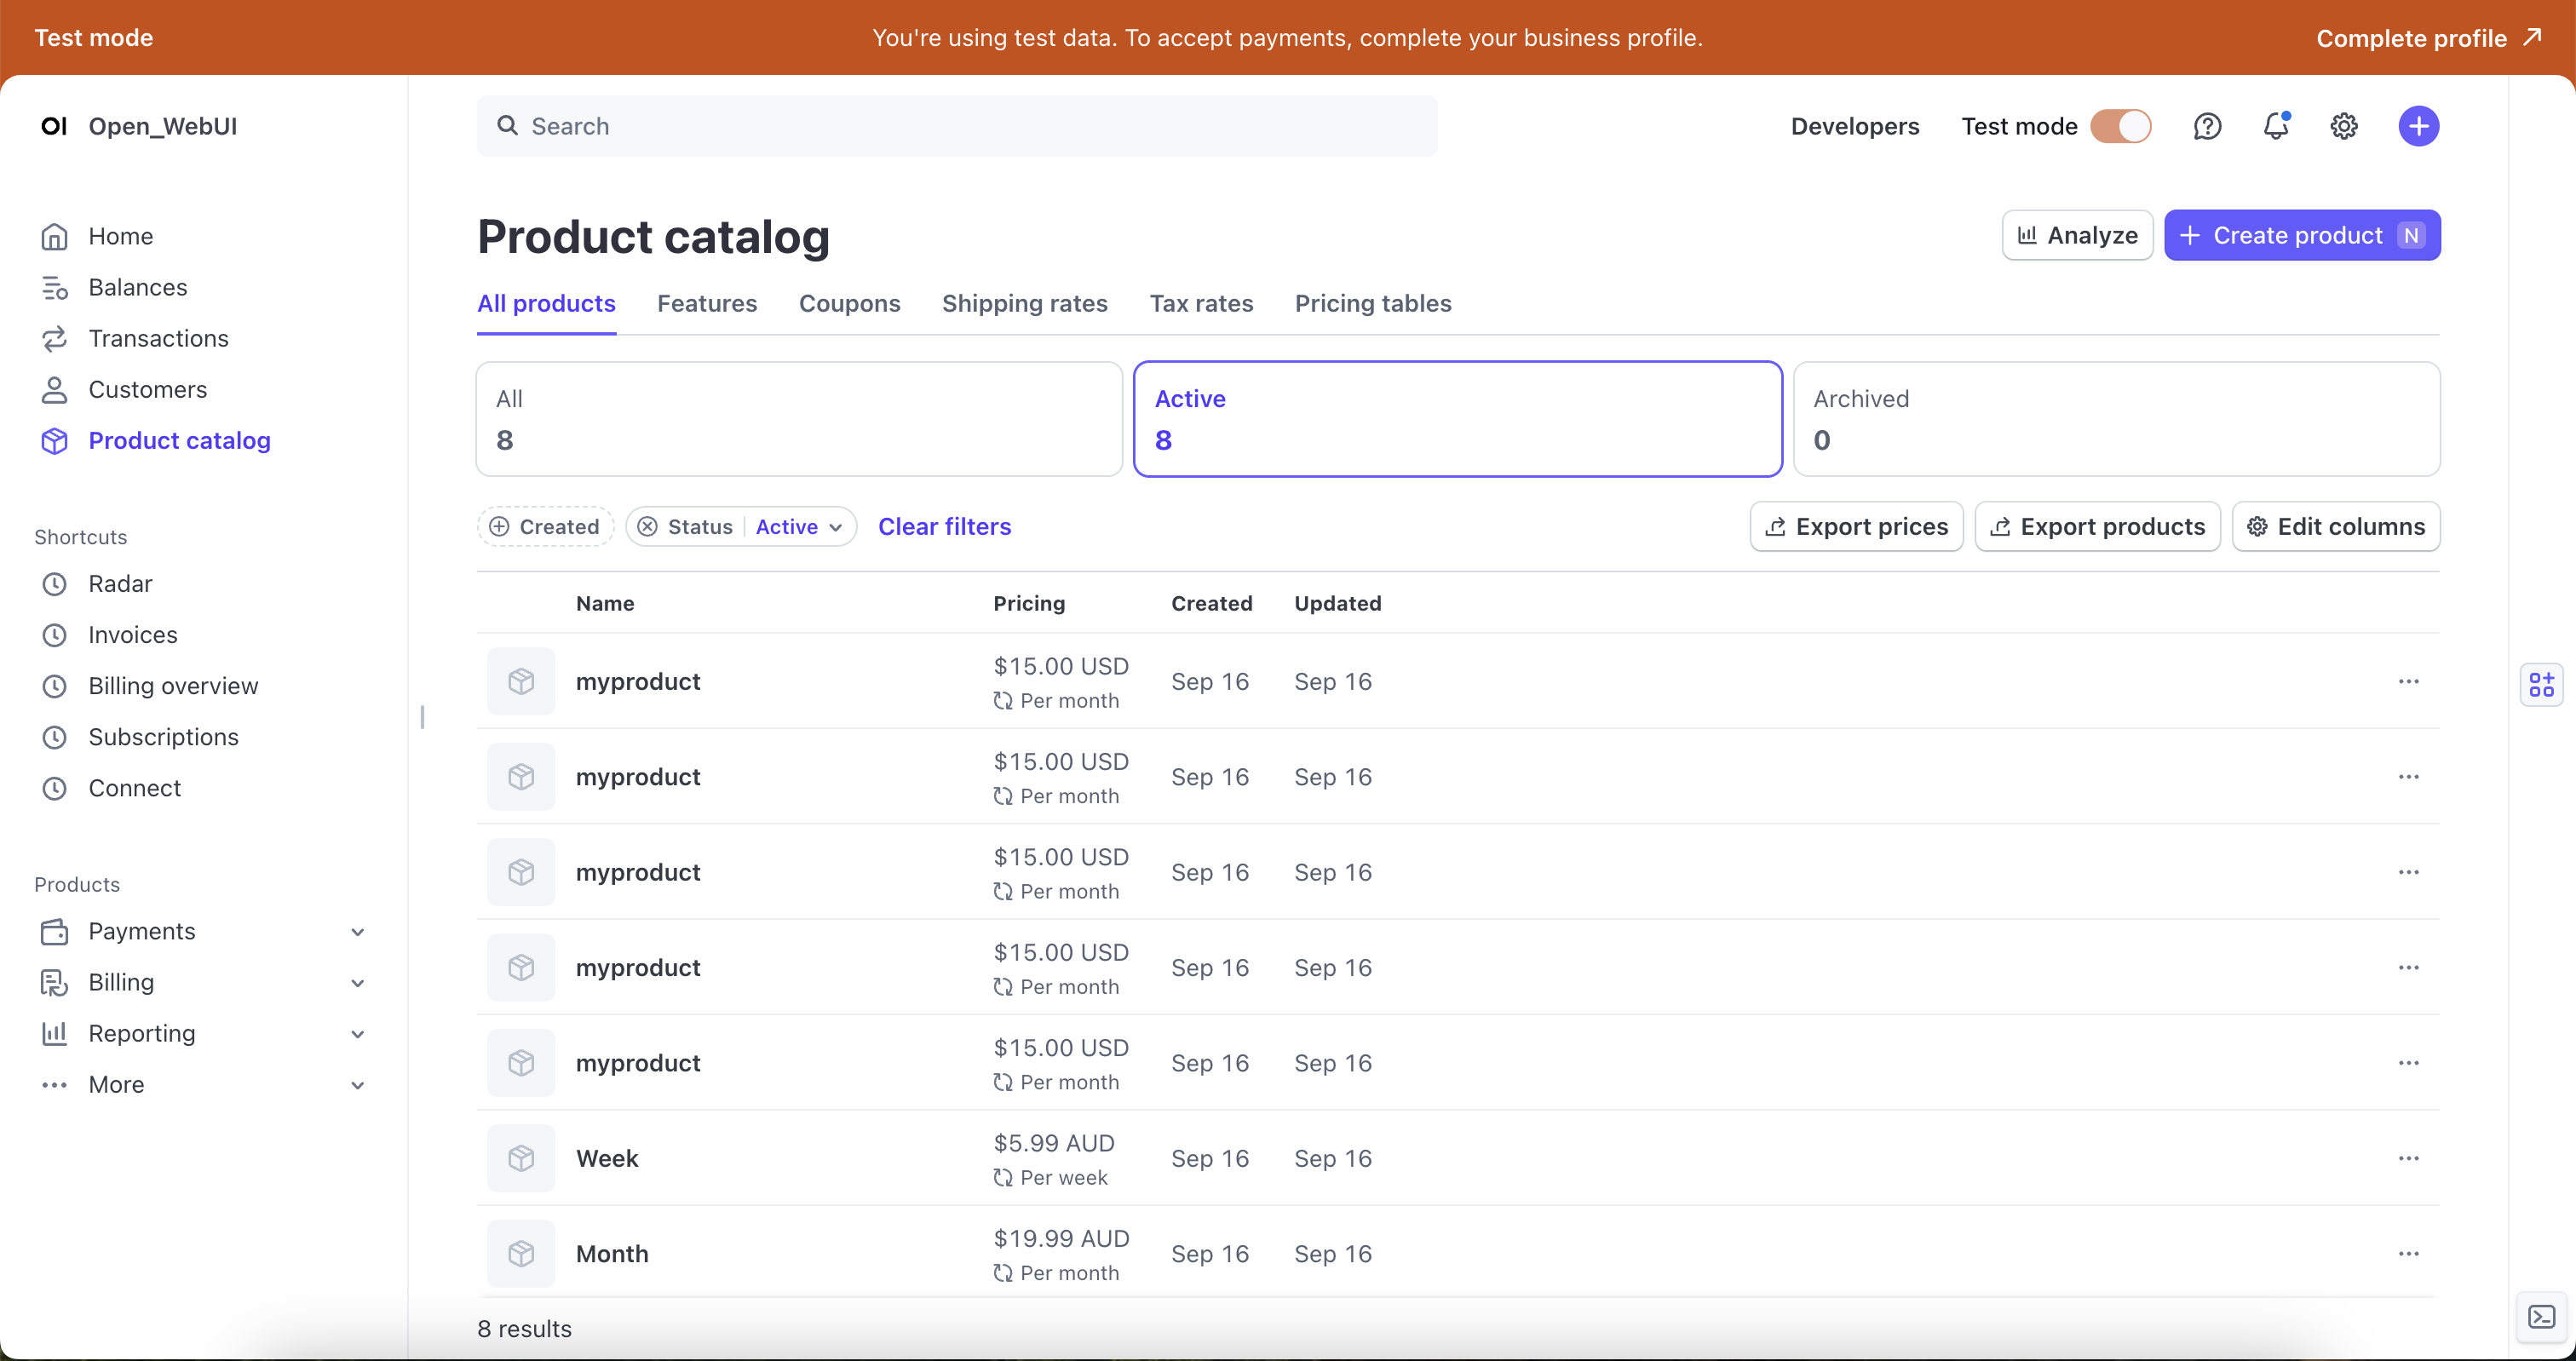 Test mode
You're using test data. To accept payments, complete your business profile.
Complete profile
OI Open_WebUI
Search
Developers
Test mode
Home
Balances
Transactions
Customers
Product catalog
Shortcuts
Radar
Invoices
Billing overview
Subscriptions
Connect
Products
Payments
Billing
Reporting
More
Product catalog
Analyze
Create product N
All products Features Coupons Shipping rates Tax rates Pricing tables
All
8
Active
8
Archived
0
Created
Status Active
Clear filters
Export prices
Export products
Edit columns
Name Pricing Created Updated
myproduct $15.00 USD Sep 16 Sep 16
Per month
myproduct $15.00 USD Sep 16 Sep 16
Per month
myproduct $15.00 USD Sep 16 Sep 16
Per month
myproduct $15.00 USD Sep 16 Sep 16
Per month
myproduct $15.00 USD Sep 16 Sep 16
Per month
Week $5.99 AUD Sep 16 Sep 16
Per week
Month $19.99 AUD Sep 16 Sep 16
Per month
8 results